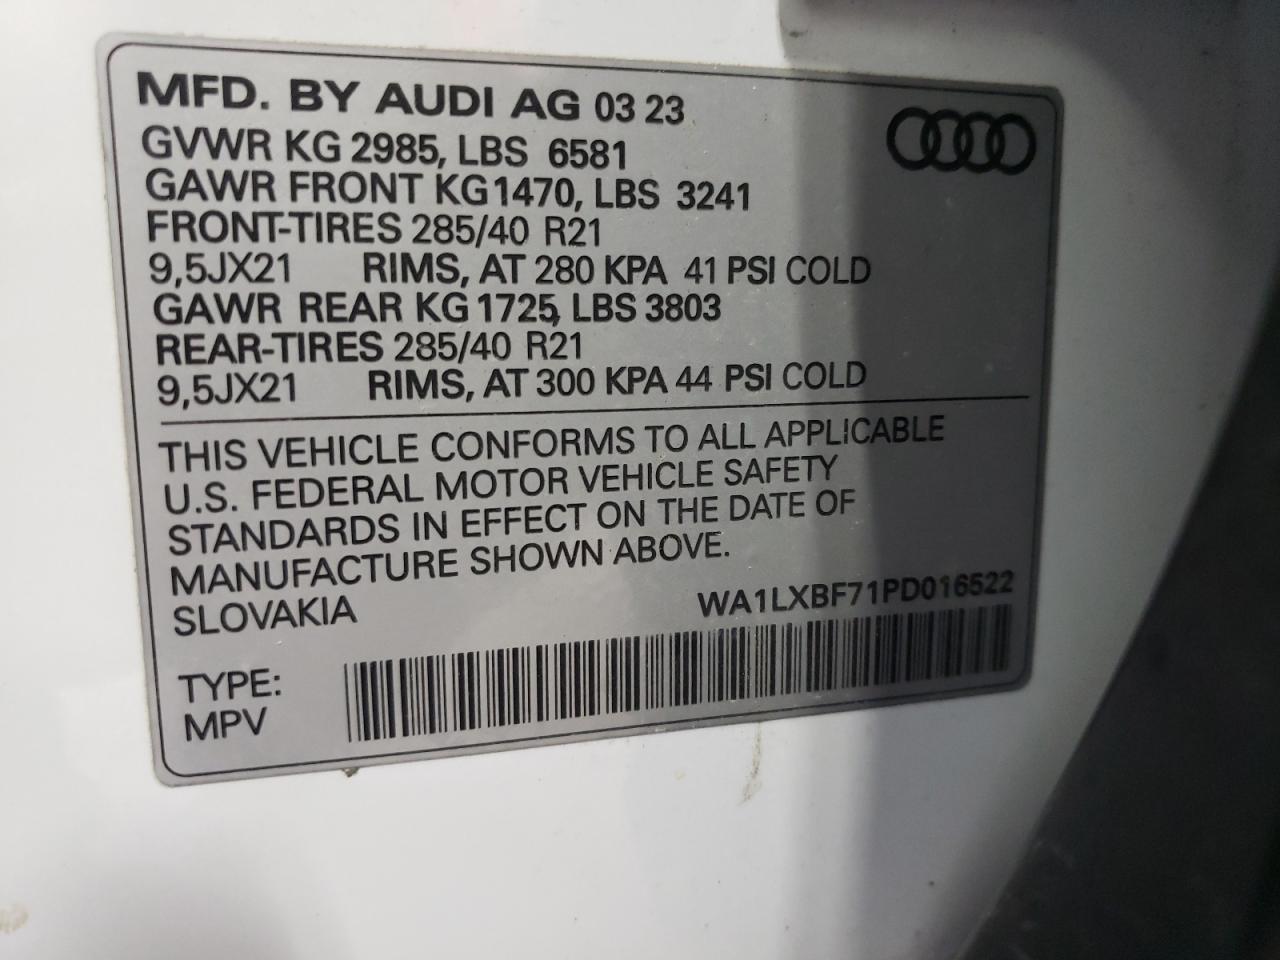 MFD. BY AUDI AG 03 23
GVWR KG 2985, LBS 6581
GAWR FRONT KG 1470, LBS 3241
FRONT-TIRES 285/40 R21
9,5JX21 RIMS, AT 280 KPA 41 PSI COLD
GAWR REAR KG 1725, LBS 3803
REAR-TIRES 285/40 R21
9,5JX21 RIMS, AT 300 KPA 44 PSI COLD
THIS VEHICLE CONFORMS TO ALL APPLICABLE
U.S. FEDERAL MOTOR VEHICLE SAFETY
STANDARDS IN EFFECT ON THE DATE OF
MANUFACTURE SHOWN ABOVE.
SLOVAKIA WA1LXBF71PD016522
TYPE:
MPV